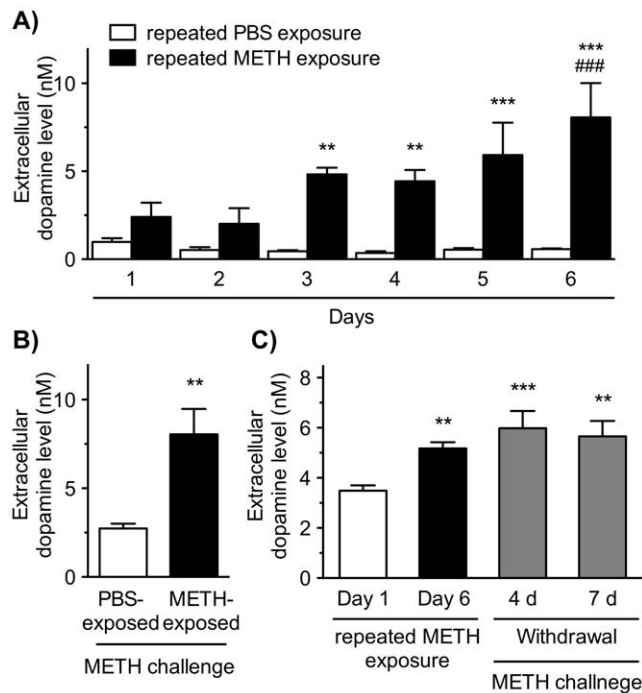 A)
repeated PBS exposure
repeated METH exposure
Extracellular
dopamine level (nM)
10
5
0
**
**
***
***
###
1 2 3 4 5 6
Days
B)
Extracellular
dopamine level (nM)
10
5
0
**
PBS-
exposed
METH-
exposed
METH challenge
C)
Extracellular
dopamine level (nM)
8
6
4
2
0
**
***
**
Day 1 Day 6 4 d 7 d
repeated METH
exposure
Withdrawal
METH challnege